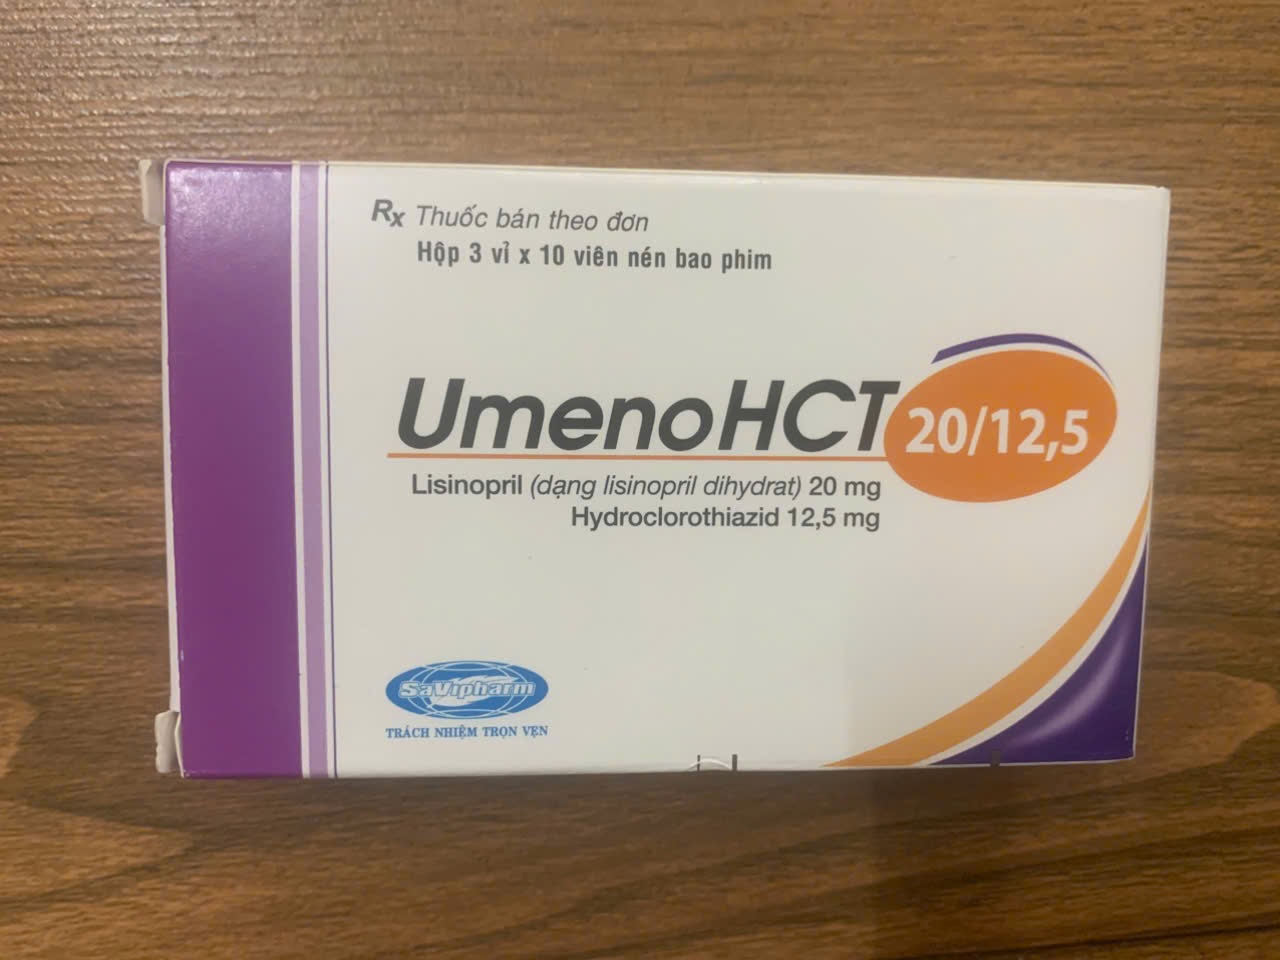 Rx Thuốc bán theo đơn
Hộp 3 vỉ x 10 viên nén bao phim
UmenoHCT 20/12,5
Lisinopril (dạng lisinopril dihydrat) 20 mg
Hydroclorothiazid 12,5 mg
SaVipharm
TRÁCH NHIỆM TRỌN VẸN